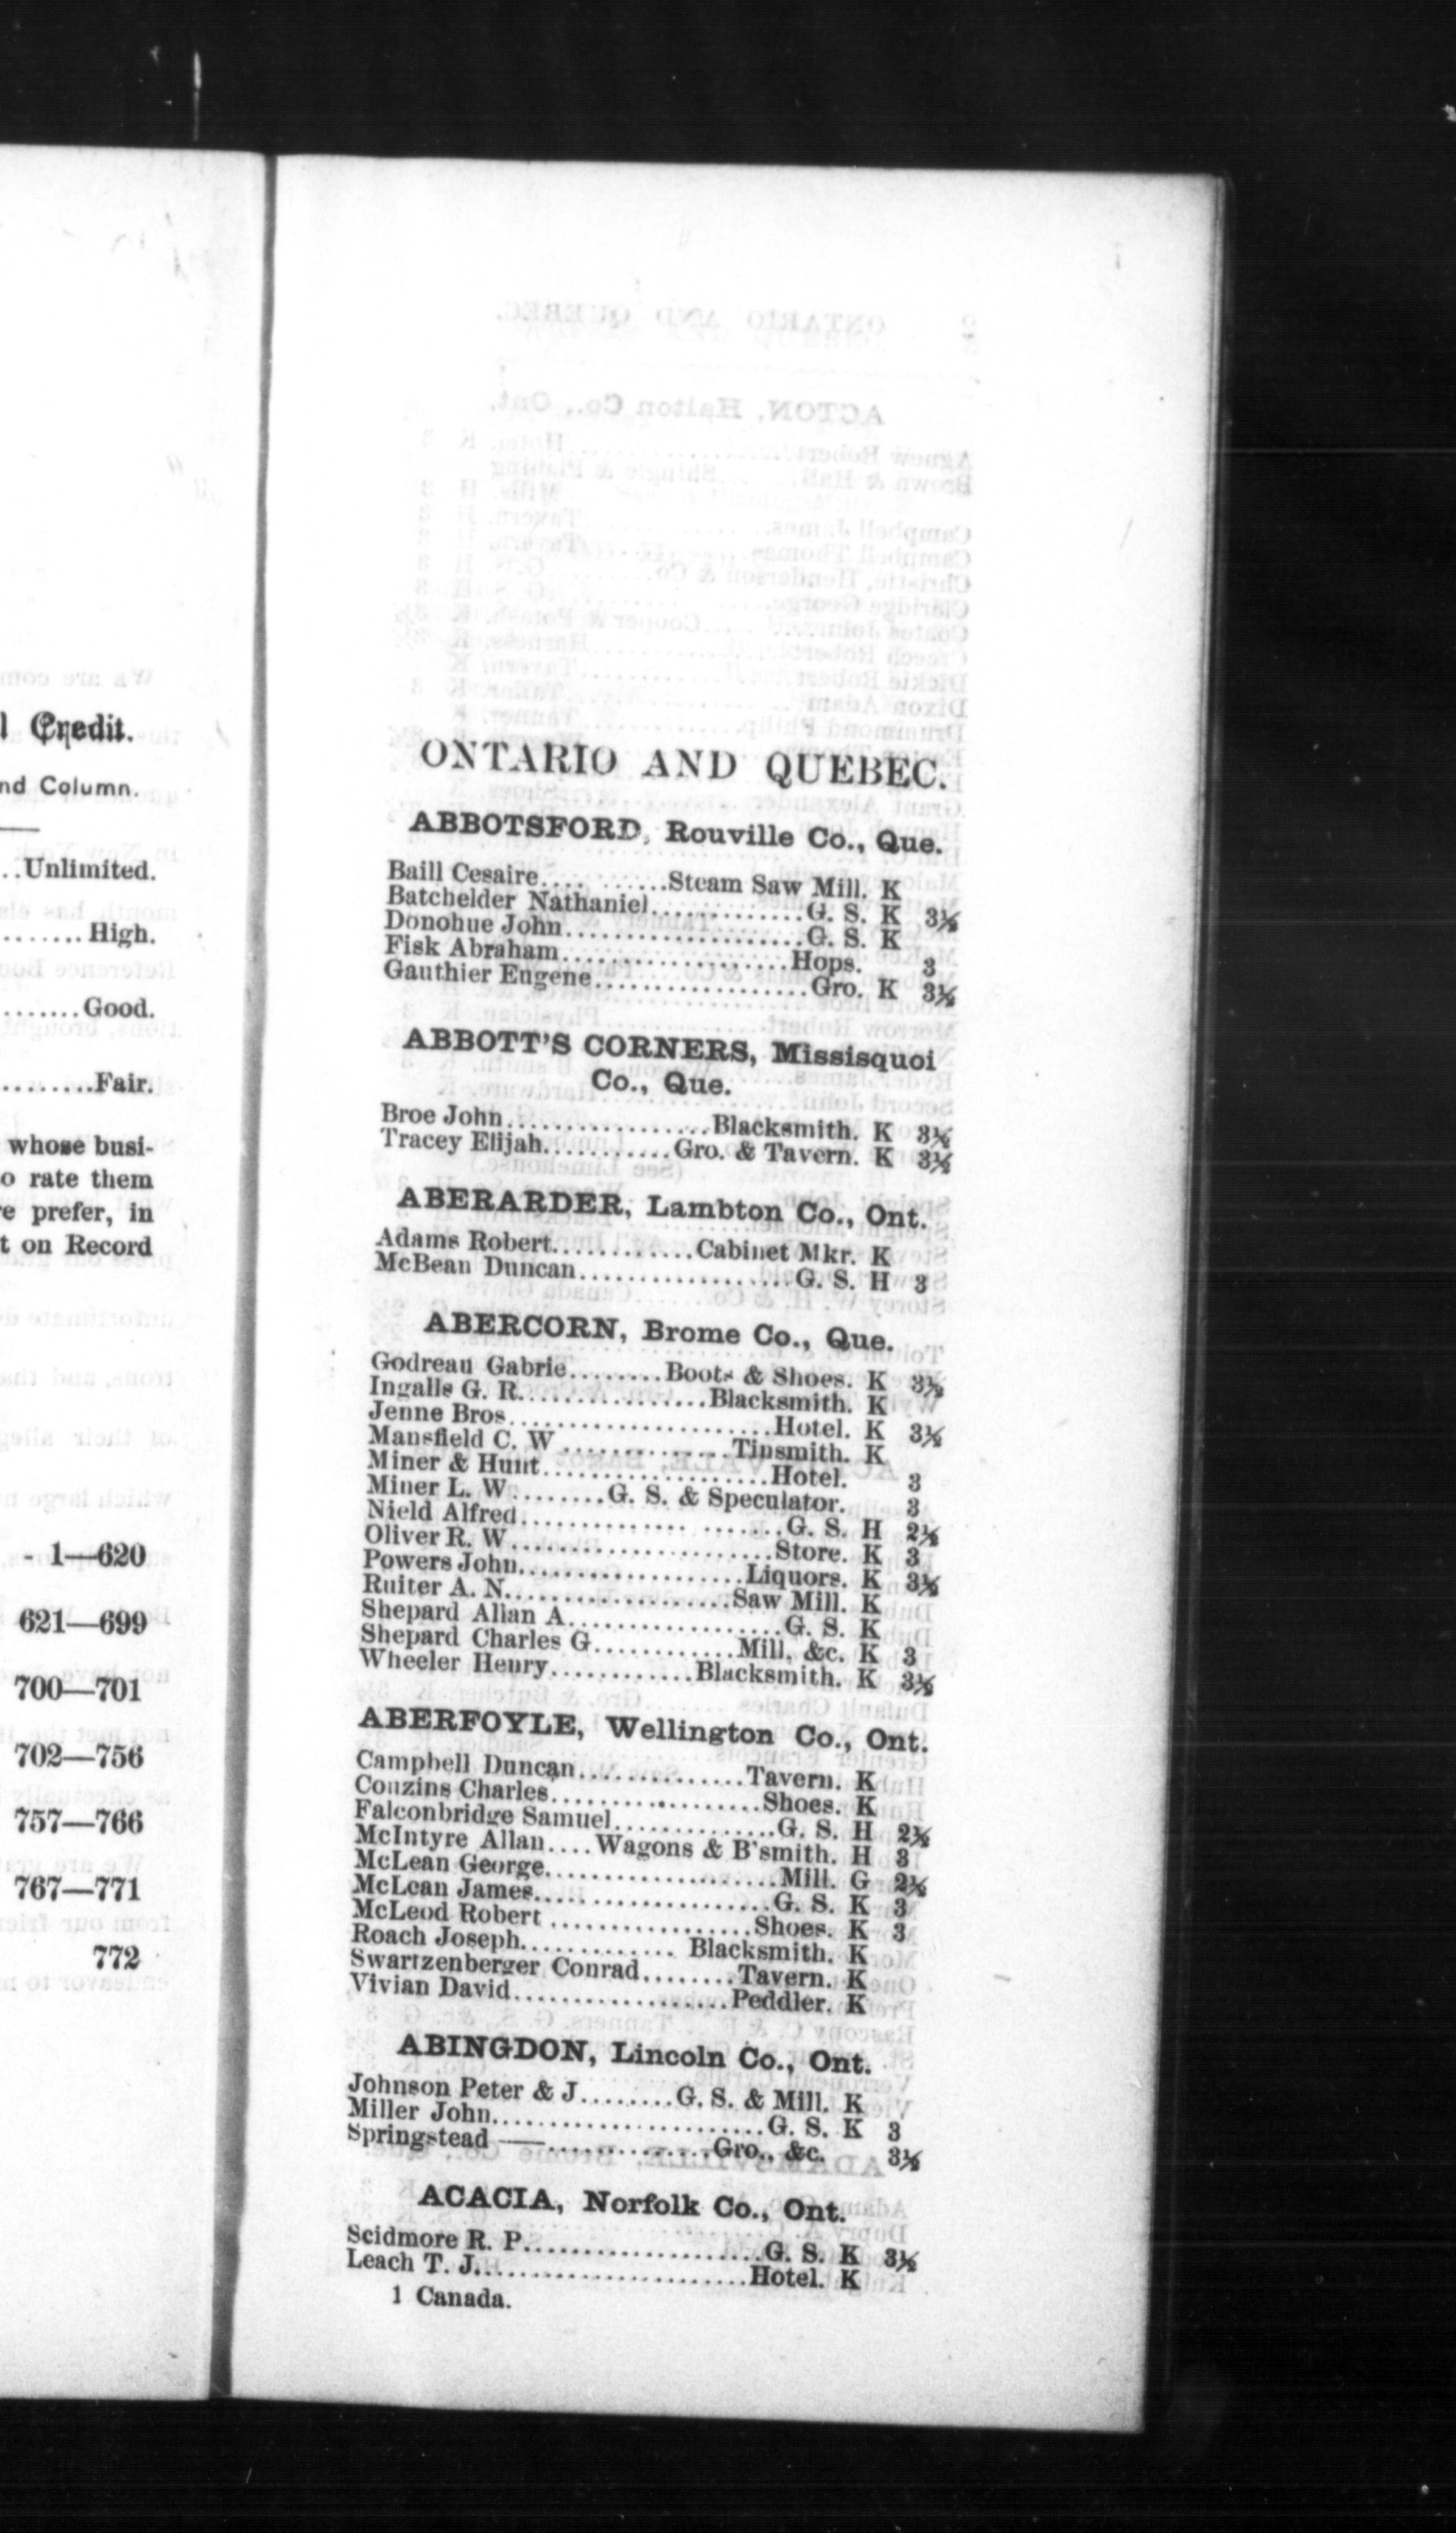 l Credit.
nd Column.
..Unlimited.
.......High.
.......Good.
........Fair.
whose busi-
o rate them
e prefer, in
t on Record
1—620
621—699
700—701
702—756
757—766
767—771
772
ONTARIO AND QUEBEC.
ABBOTSFORD, Rouville Co., Que.
Baill Cesaire.... .......Steam Saw Mill. K
Batchelder Nathaniel.............G. S. K 3½
Donohue John....................G. S. K
Fisk Abraham...................Hops. 3
Gauthier Eugene..................Gro. K 3½
ABBOTT'S CORNERS, Missisquoi
Co., Que.
Broe John.................Blacksmith. K 3½
Tracey Elijah...........Gro. & Tavern. K 3½
ABERARDER, Lambton Co., Ont.
Adams Robert............Cabinet Mkr. K
McBean Duncan..................G. S. H 3
ABERCORN, Brome Co., Que.
Godreau Gabrie........Boots & Shoes. K 3½
Ingalls G. R................Blacksmith. K
Jenne Bros......................Hotel. K 3½
Mansfield C. W..............Tinsmith. K
Miner & Hunt...................Hotel. 3
Miner L. W........G. S. & Speculator. 3
Nield Alfred.............. .......G. S. H 2½
Oliver R. W......................Store. K 3
Powers John...................Liquors. K 3½
Ruiter A. N...................Saw Mill. K
Shepard Allan A..................G. S. K
Shepard Charles G............Mill, &c. K 3
Wheeler Henry............Blacksmith. K 3½
ABERFOYLE, Wellington Co., Ont.
Campbell Duncan..............Tavern. K
Couzins Charles..................Shoes. K
Falconbridge Samuel..............G. S. H 2½
McIntyre Allan....Wagons & B'smith. H 3
McLean George....................Mill. G 2½
McLean James....................G. S. K 3
McLeod Robert .................Shoes. K 3
Roach Joseph............. Blacksmith. K
Swartzenberger Conrad........Tavern. K
Vivian David..................Peddler. K
ABINGDON, Lincoln Co., Ont.
Johnson Peter & J........G. S. & Mill. K
Miller John.......................G. S. K 3
Springstead ——..............Gro., &c. 3½
ACACIA, Norfolk Co., Ont.
Scidmore R. P....................G. S. K 3½
Leach T. J.......................Hotel. K
1 Canada.